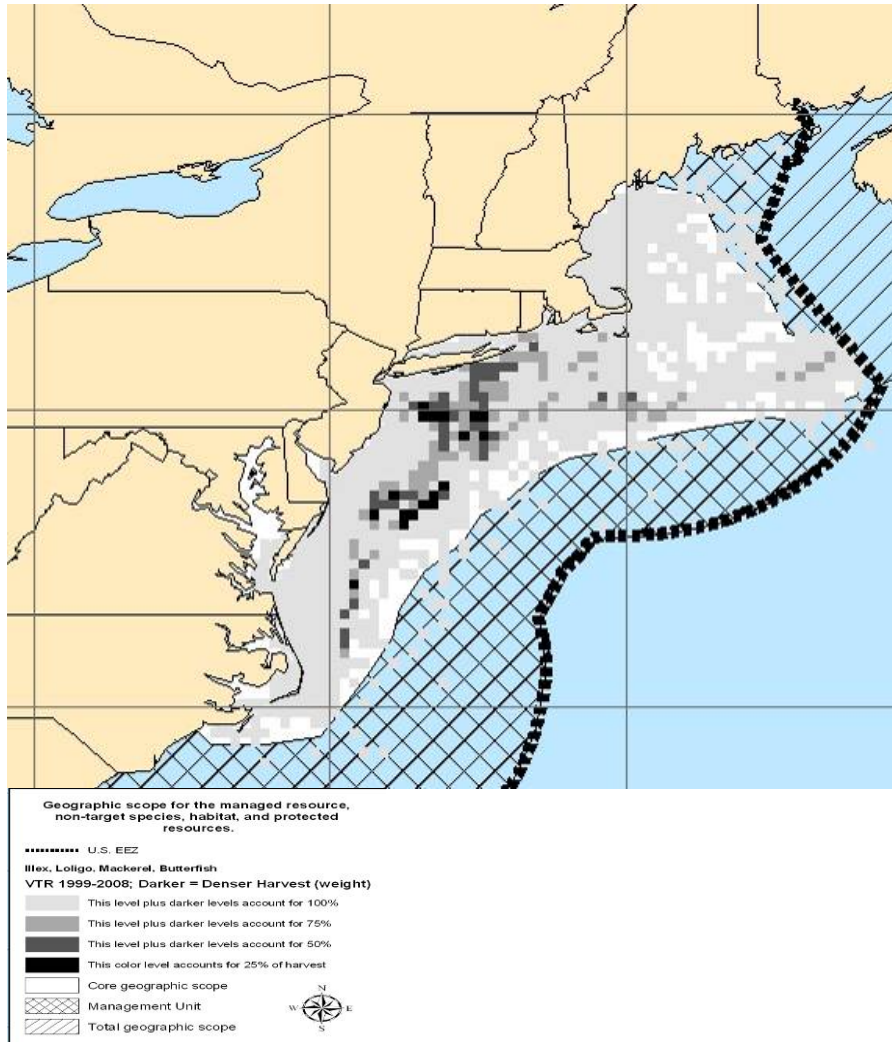 Geographic scope for the managed resource,
non-target species, habitat, and protected
resources.
U.S. EEZ
Illex, Loligo, Mackerel, Butterfish
VTR 1999-2008; Darker = Denser Harvest (weight)
This level plus darker levels account for 100%
This level plus darker levels account for 75%
This level plus darker levels account for 50%
This color level accounts for 25% of harvest
Core geographic scope
Management Unit
Total geographic scope
N
W E
S